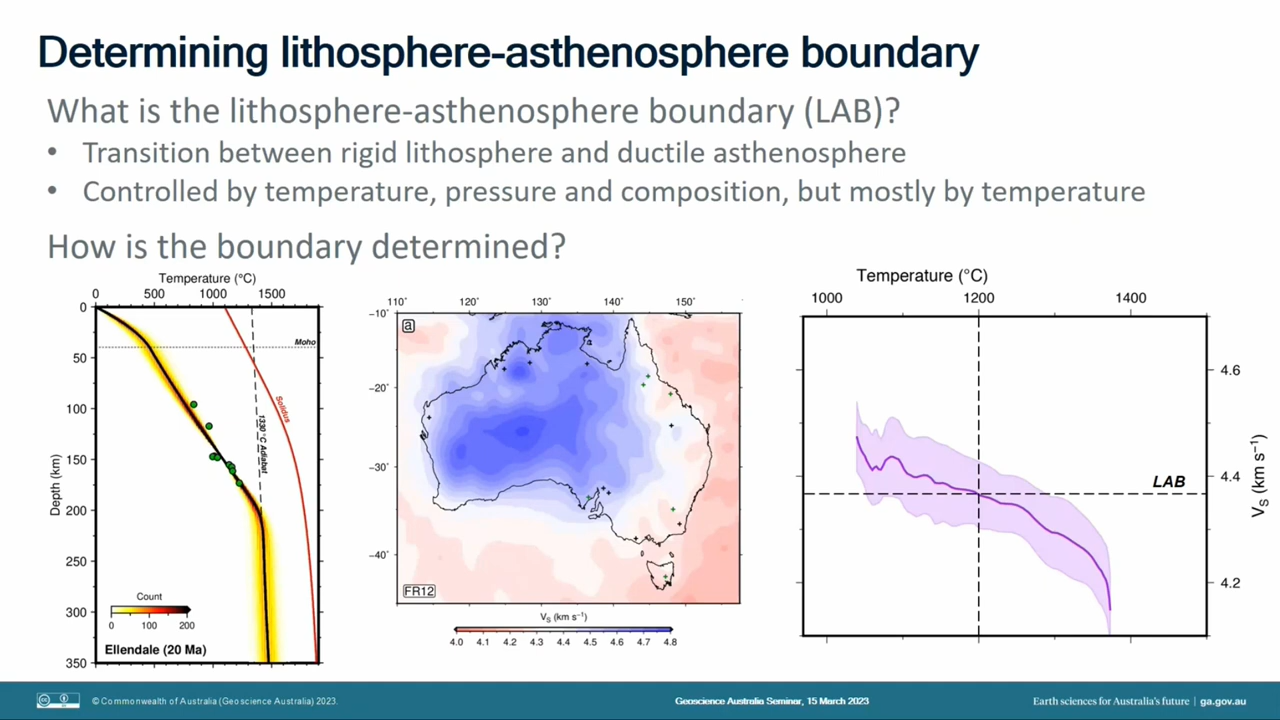 Determining lithosphere-asthenosphere boundary
What is the lithosphere-asthenosphere boundary (LAB)?
• Transition between rigid lithosphere and ductile asthenosphere
• Controlled by temperature, pressure and composition, but mostly by temperature
How is the boundary determined?
Temperature (°C)
0 500 1000 1500
0
50
100
150
200
250
300
350
Depth (km)
Moho
Solidus
1330 °C Adiabat
Count
0 100 200
Ellendale (20 Ma)
110° 120° 130° 140° 150°
−10°
−20°
−30°
−40°
a
FR12
VS (km s−1)
4.0 4.1 4.2 4.3 4.4 4.5 4.6 4.7 4.8
Temperature (°C)
1000 1200 1400
4.6
4.4
4.2
LAB
VS (km s−1)
© Commonwealth of Australia (Geoscience Australia) 2023.
Geoscience Australia Seminar, 15 March 2023
Earth sciences for Australia's future | ga.gov.au